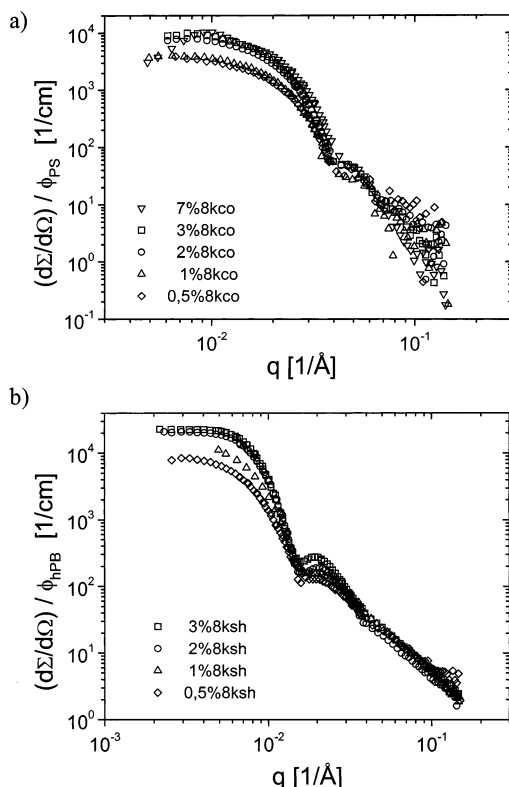 a)
10^4
10^3
10^2
10^1
10^0
10^-1
(dΣ/dΩ) / ϕ_PS [1/cm]
▽ 7%8kco
□ 3%8kco
○ 2%8kco
△ 1%8kco
◇ 0,5%8kco
10^-2 10^-1
q [1/Å]
b)
10^4
10^3
10^2
10^1
10^0
(dΣ/dΩ) / ϕ_hPB [1/cm]
□ 3%8ksh
○ 2%8ksh
△ 1%8ksh
◇ 0,5%8ksh
10^-3 10^-2 10^-1
q [1/Å]